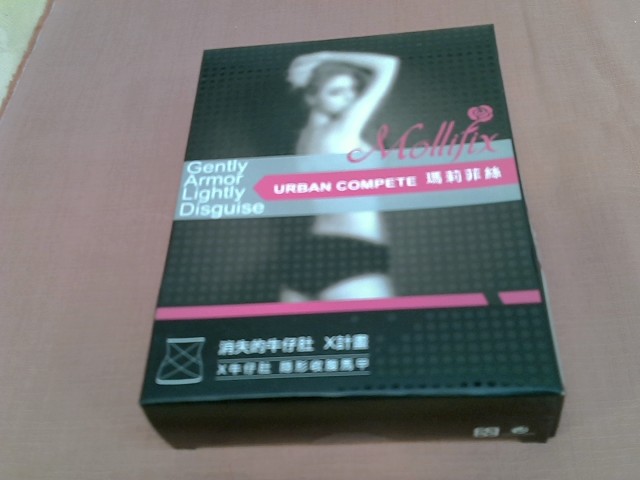 Mollifix
Gently
Armor
Lightly
Disguise
URBAN COMPETE 瑪莉菲絲
消失的牛仔肚 X計畫
X牛仔肚 隱形收腹馬甲